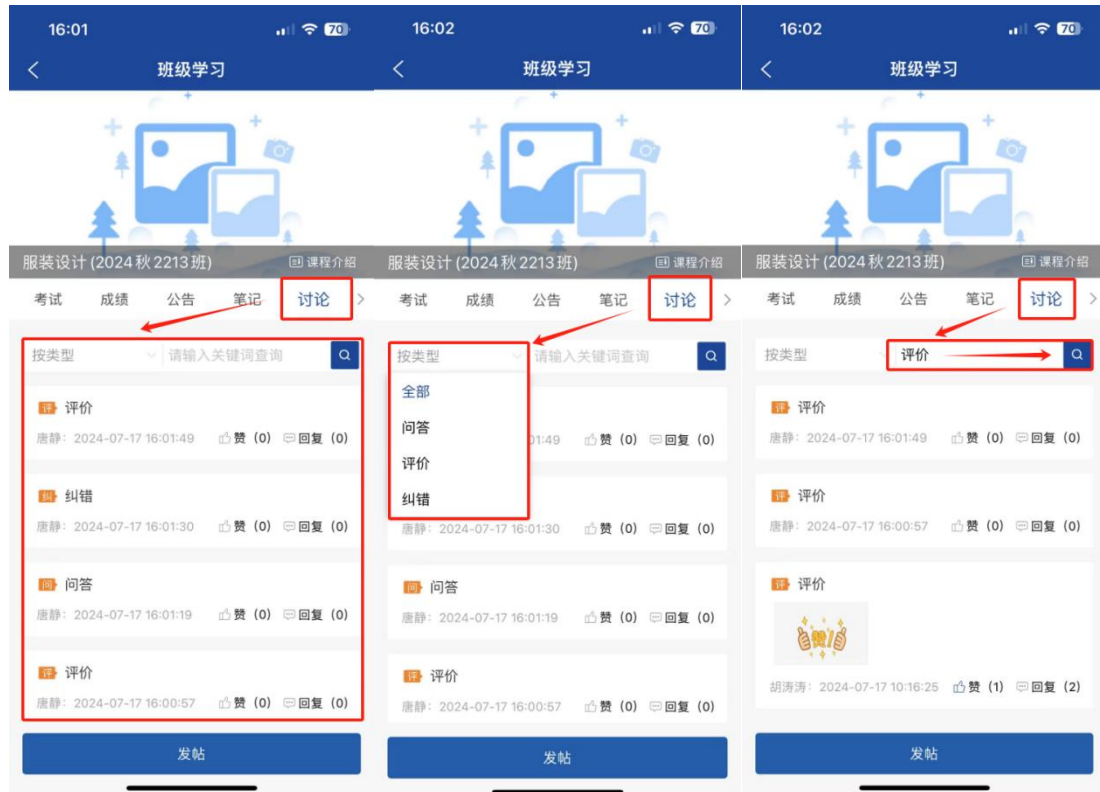 16:01
70
班级学习
服装设计 (2024秋2213班)
课程介绍
考试 成绩 公告 笔记 讨论
按类型 请输入关键词查询
评 评价
唐静: 2024-07-17 16:01:49 赞 (0) 回复 (0)
纠 纠错
唐静: 2024-07-17 16:01:30 赞 (0) 回复 (0)
问 问答
唐静: 2024-07-17 16:01:19 赞 (0) 回复 (0)
评 评价
唐静: 2024-07-17 16:00:57 赞 (0) 回复 (0)
发帖
16:02
70
班级学习
服装设计 (2024秋2213班)
课程介绍
考试 成绩 公告 笔记 讨论
按类型 请输入关键词查询
全部
问答
评价
纠错
01:49 赞 (0) 回复 (0)
唐静: 2024-07-17 16:01:30 赞 (0) 回复 (0)
问 问答
唐静: 2024-07-17 16:01:19 赞 (0) 回复 (0)
评 评价
唐静: 2024-07-17 16:00:57 赞 (0) 回复 (0)
发帖
16:02
70
班级学习
服装设计 (2024秋2213班)
课程介绍
考试 成绩 公告 笔记 讨论
按类型 评价
评 评价
唐静: 2024-07-17 16:01:49 赞 (0) 回复 (0)
评 评价
唐静: 2024-07-17 16:00:57 赞 (0) 回复 (0)
评 评价
赞!
胡涛涛: 2024-07-17 10:16:25 赞 (1) 回复 (2)
发帖